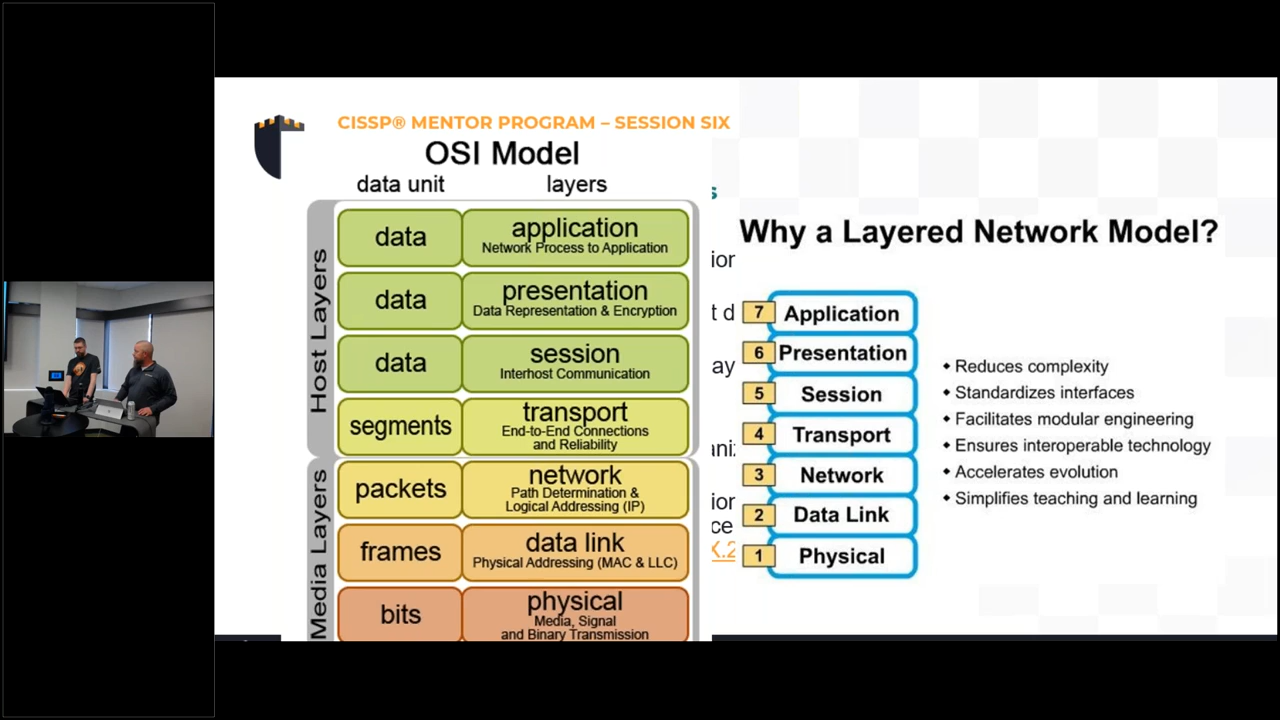 CISSP® MENTOR PROGRAM – SESSION SIX
OSI Model
data unit
layers
Host Layers
data
application
Network Process to Application
data
presentation
Data Representation & Encryption
data
session
Interhost Communication
segments
transport
End-to-End Connections
and Reliability
Media Layers
packets
network
Path Determination &
Logical Addressing (IP)
frames
data link
Physical Addressing (MAC & LLC)
bits
physical
Media, Signal
and Binary Transmission
Why a Layered Network Model?
7 Application
6 Presentation
5 Session
4 Transport
3 Network
2 Data Link
1 Physical
◆ Reduces complexity
◆ Standardizes interfaces
◆ Facilitates modular engineering
◆ Ensures interoperable technology
◆ Accelerates evolution
◆ Simplifies teaching and learning